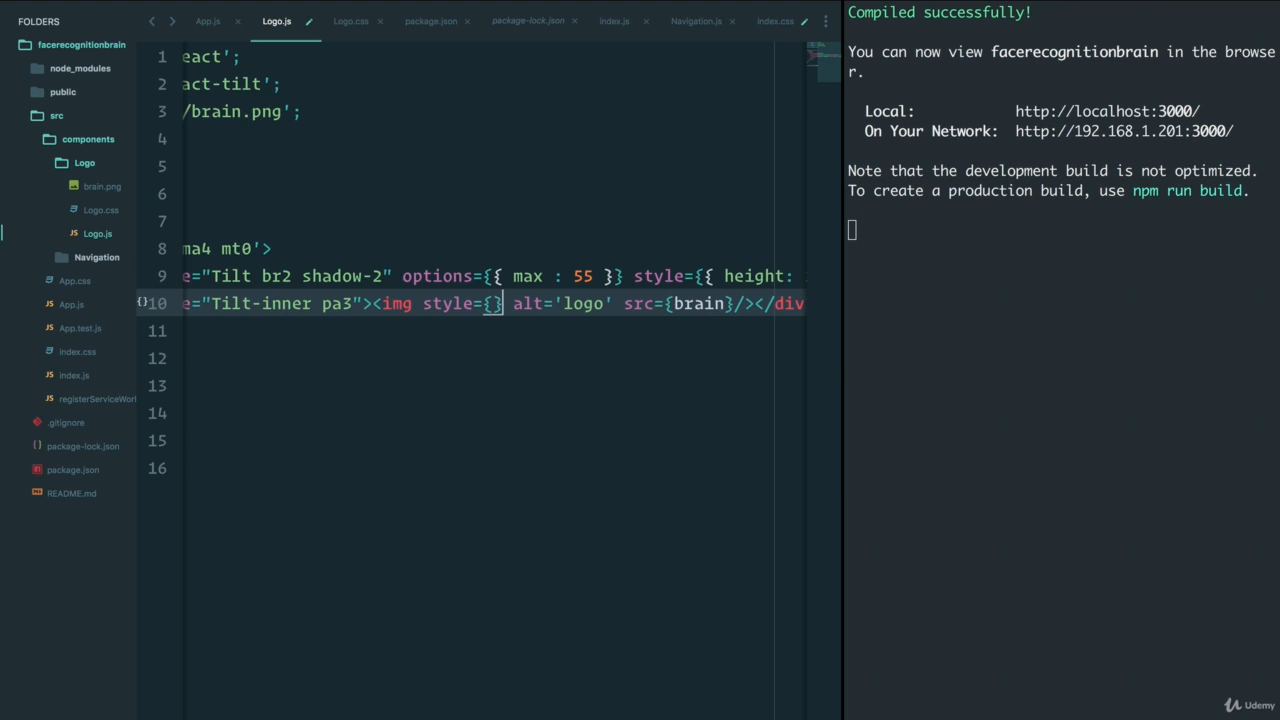 FOLDERS
facerecognitionbrain
node_modules
public
src
components
Logo
brain.png
Logo.css
Logo.js
Navigation
App.css
App.js
App.test.js
index.css
index.js
registerServiceWorl
.gitignore
package-lock.json
package.json
README.md
App.js × Logo.js Logo.css × package.json × package-lock.json × index.js × Navigation.js × index.css
1 eact';
2 act-tilt';
3 /brain.png';
4
5
6
7
8 ma4 mt0'>
9 e="Tilt br2 shadow-2" options={{ max : 55 }} style={{ height:
{} 10 e="Tilt-inner pa3"><img style={} alt='logo' src={brain}/></div
11
12
13
14
15
16
Compiled successfully!
You can now view facerecognitionbrain in the browse
r.
Local: http://localhost:3000/
On Your Network: http://192.168.1.201:3000/
Note that the development build is not optimized.
To create a production build, use npm run build.
Udemy